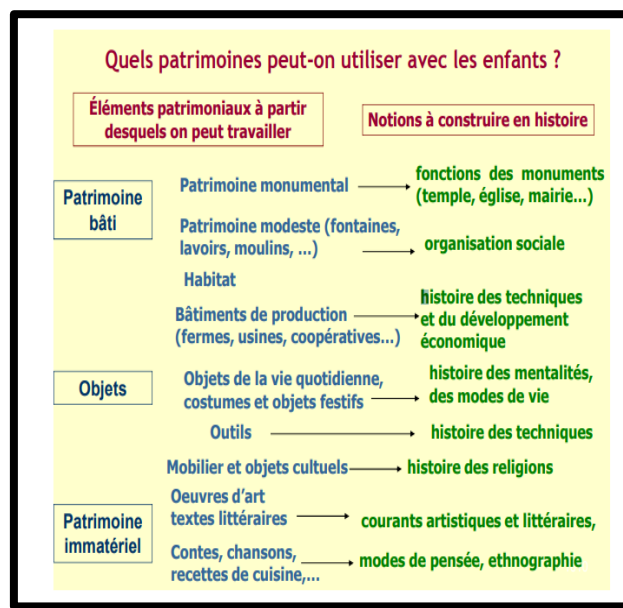 Quels patrimoines peut-on utiliser avec les enfants ?
Éléments patrimoniaux à partir
desquels on peut travailler
Notions à construire en histoire
Patrimoine
bâti
Patrimoine monumental
fonctions des monuments
(temple, église, mairie...)
Patrimoine modeste (fontaines,
lavoirs, moulins, ...)
organisation sociale
Habitat
Bâtiments de production
(fermes, usines, coopératives...)
histoire des techniques
et du développement
économique
Objets
Objets de la vie quotidienne,
costumes et objets festifs
histoire des mentalités,
des modes de vie
Outils
histoire des techniques
Mobilier et objets cultuels
histoire des religions
Patrimoine
immatériel
Oeuvres d'art
textes littéraires
courants artistiques et littéraires,
Contes, chansons,
recettes de cuisine,...
modes de pensée, ethnographie